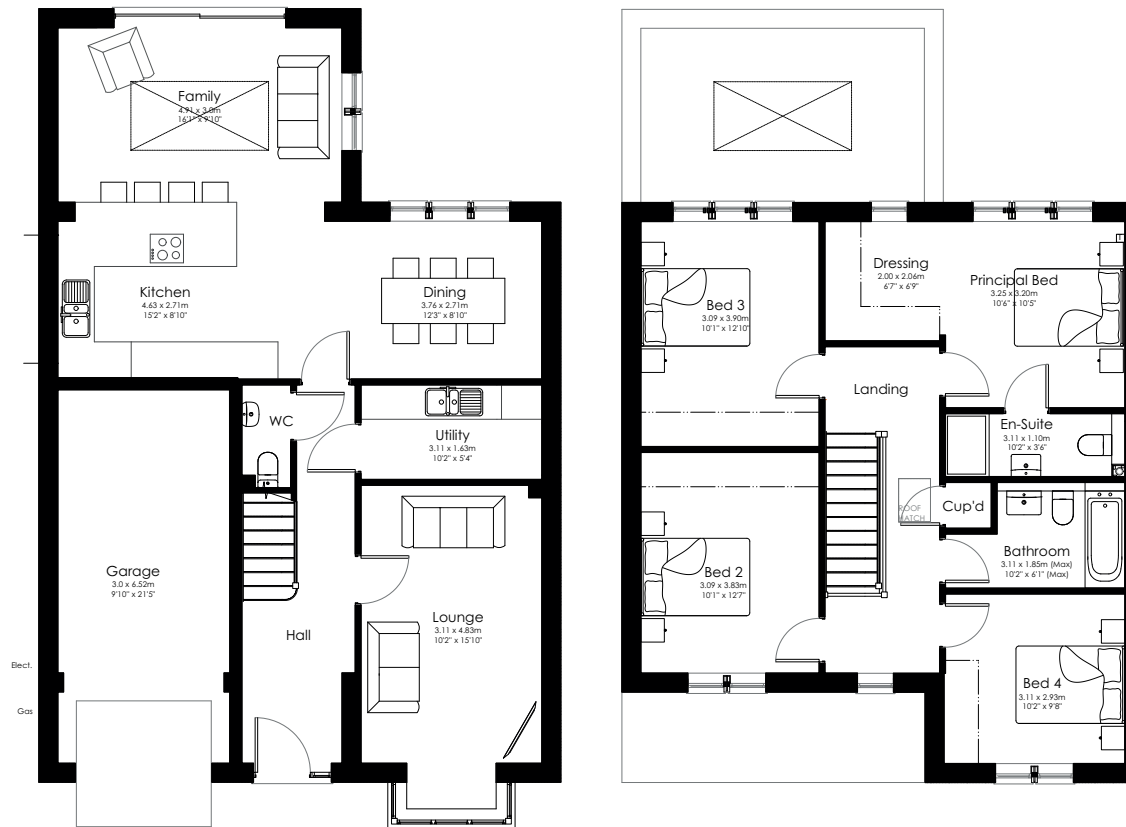 Family
4.91 x 3.0m
16'1" x 9'10"
Kitchen
4.63 x 2.71m
15'2" x 8'10"
Dining
3.76 x 2.71m
12'3" x 8'10"
WC
Utility
3.11 x 1.63m
10'2" x 5'4"
Garage
3.0 x 6.52m
9'10" x 21'5"
Hall
Lounge
3.11 x 4.83m
10'2" x 15'10"
Elect.
Gas
Bed 3
3.09 x 3.90m
10'1" x 12'10"
Dressing
2.00 x 2.06m
6'7" x 6'9"
Principal Bed
3.25 x 3.20m
10'6" x 10'5"
Landing
En-Suite
3.11 x 1.10m
10'2" x 3'6"
ROOF
HATCH
Cup'd
Bathroom
3.11 x 1.85m (Max)
10'2" x 6'1" (Max)
Bed 2
3.09 x 3.83m
10'1" x 12'7"
Bed 4
3.11 x 2.93m
10'2" x 9'8"